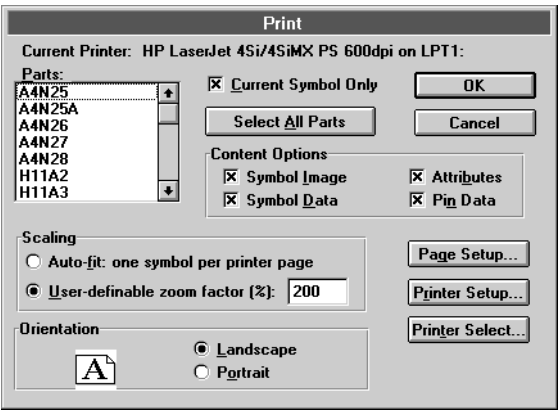 Print
Current Printer: HP LaserJet 4Si/4SiMX PS 600dpi on LPT1:
Parts:
A4N25
A4N25A
A4N26
A4N27
A4N28
H11A2
H11A3
Current Symbol Only
Select All Parts
OK
Cancel
Content Options
Symbol Image
Attributes
Symbol Data
Pin Data
Scaling
Auto-fit: one symbol per printer page
User-definable zoom factor (%): 200
Page Setup...
Printer Setup...
Printer Select...
Orientation
A
Landscape
Portrait